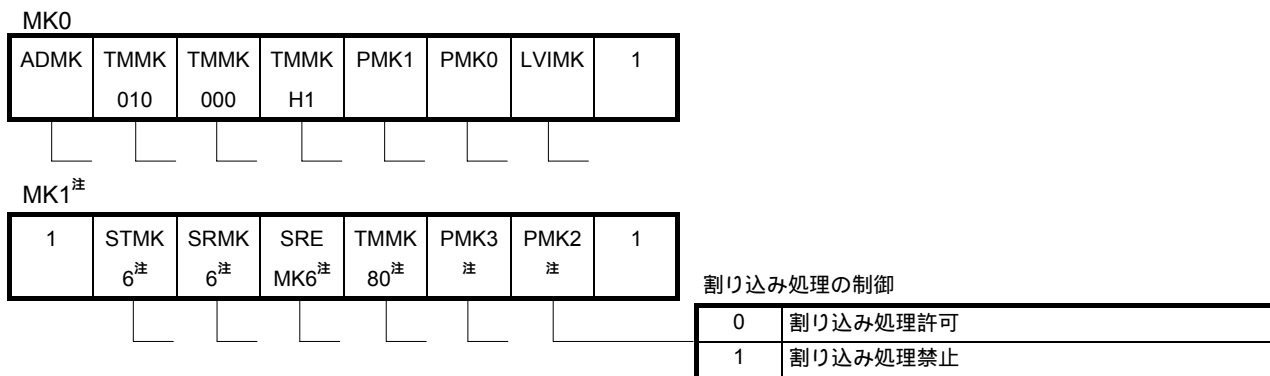 MK0
ADMK TMMK TMMK TMMK PMK1 PMK0 LVIMK 1
010 000 H1
MK1注
1 STMK SRMK SRE TMMK PMK3 PMK2 1
6注 6注 MK6注 80注 注 注
割り込み処理の制御
0 割り込み処理許可
1 割り込み処理禁止